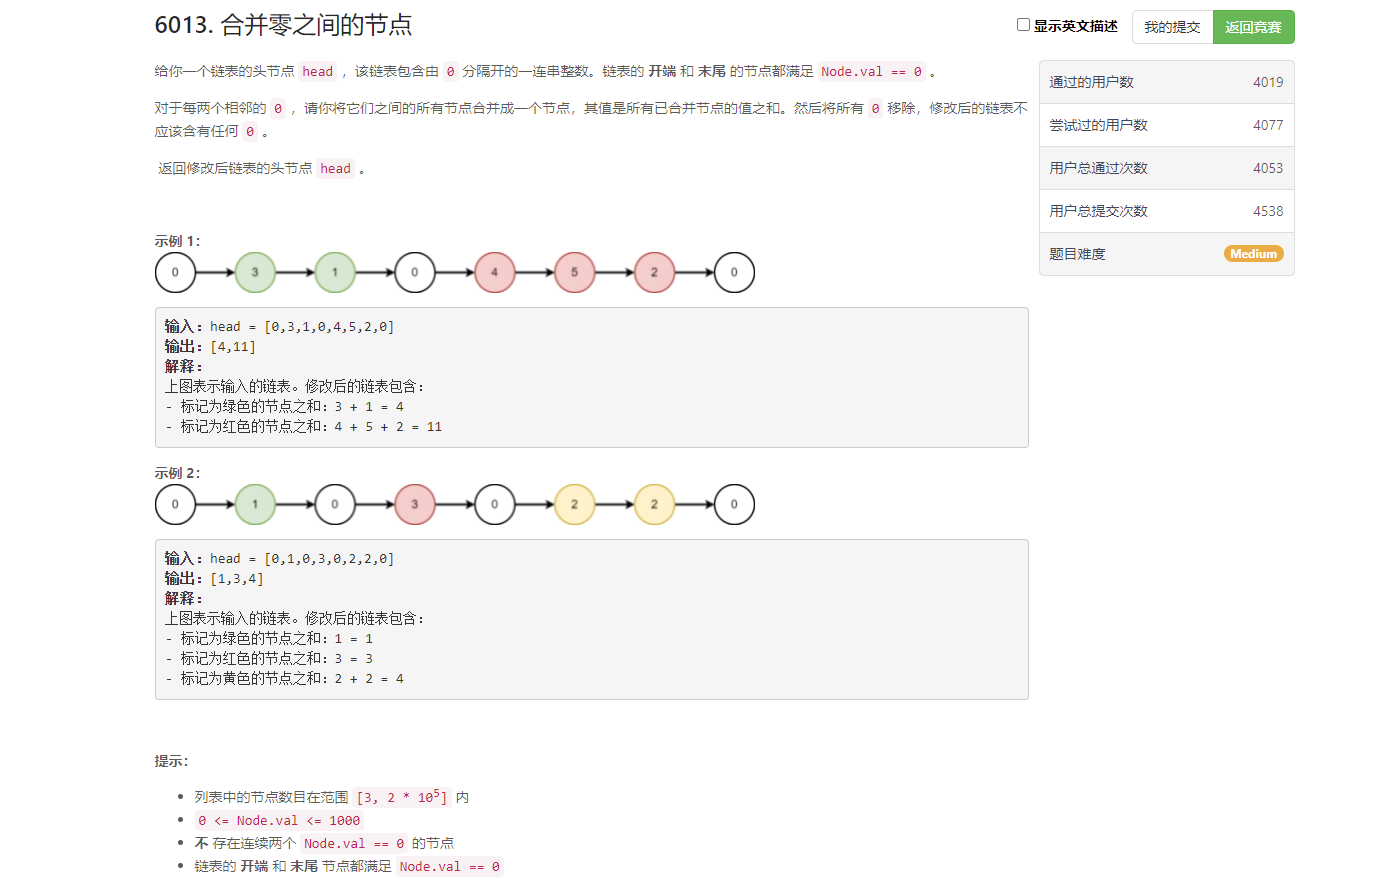 6013. 合并零之间的节点
显示英文描述
我的提交
返回竞赛
给你一个链表的头节点 head ，该链表包含由 0 分隔开的一连串整数。链表的 开端 和 末尾 的节点都满足 Node.val == 0 。
对于每两个相邻的 0 ，请你将它们之间的所有节点合并成一个节点，其值是所有已合并节点的值之和。然后将所有 0 移除，修改后的链表不
应该含有任何 0 。
返回修改后链表的头节点 head 。
通过的用户数 4019
尝试过的用户数 4077
用户总通过次数 4053
用户总提交次数 4538
题目难度 Medium
示例 1：
0 3 1 0 4 5 2 0
输入：head = [0,3,1,0,4,5,2,0]
输出：[4,11]
解释：
上图表示输入的链表。修改后的链表包含：
- 标记为绿色的节点之和：3 + 1 = 4
- 标记为红色的节点之和：4 + 5 + 2 = 11
示例 2：
0 1 0 3 0 2 2 0
输入：head = [0,1,0,3,0,2,2,0]
输出：[1,3,4]
解释：
上图表示输入的链表。修改后的链表包含：
- 标记为绿色的节点之和：1 = 1
- 标记为红色的节点之和：3 = 3
- 标记为黄色的节点之和：2 + 2 = 4
提示：
列表中的节点数目在范围 [3, 2 * 10⁵] 内
0 <= Node.val <= 1000
不 存在连续两个 Node.val == 0 的节点
链表的 开端 和 末尾 节点都满足 Node.val == 0